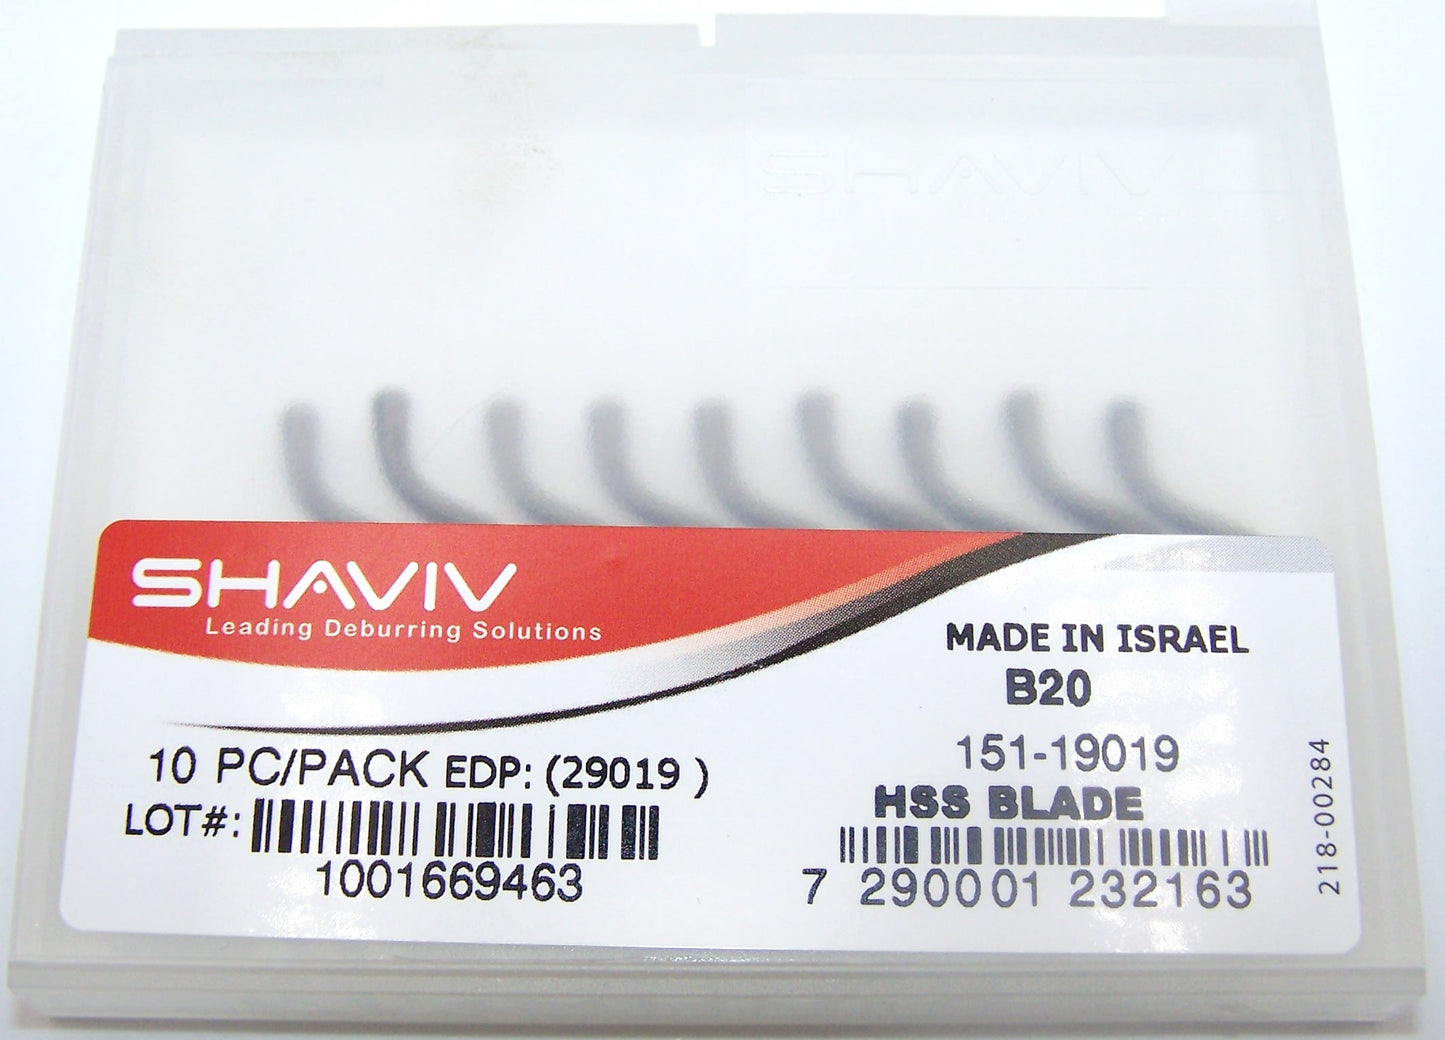 SHAVIV
SHAVIV
Leading Deburring Solutions
MADE IN ISRAEL
B20
10 PC/PACK EDP: (29019 )
151-19019
HSS BLADE
LOT#:
1001669463
7 290001 232163
218-00284